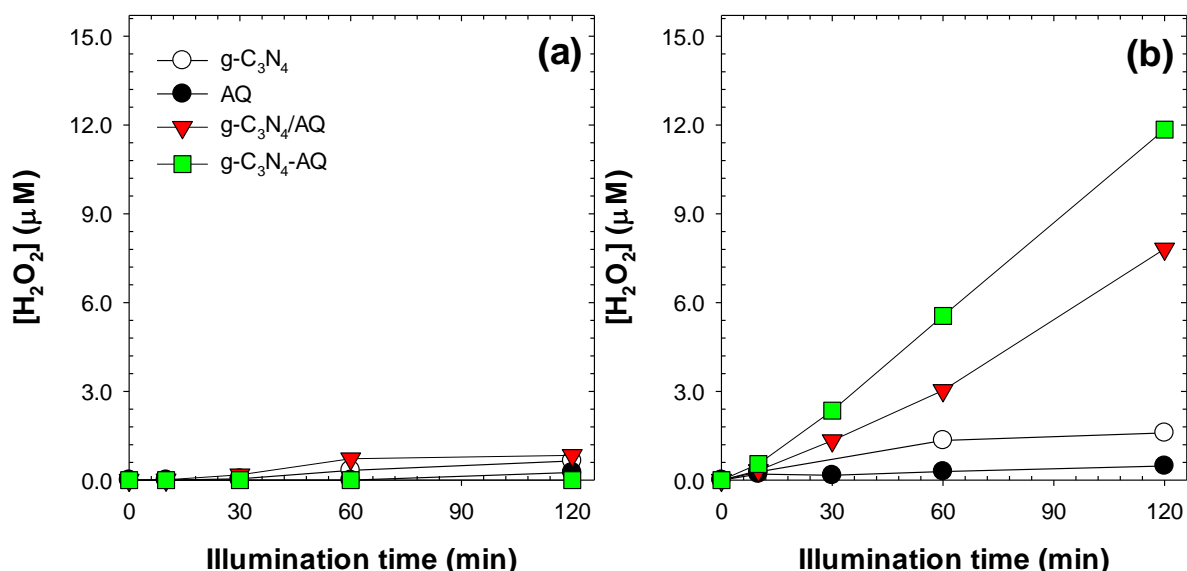 (a)
g-C₃N₄
AQ
g-C₃N₄/AQ
g-C₃N₄-AQ
15.0
12.0
9.0
6.0
3.0
0.0
0 30 60 90 120
[H₂O₂] (μM)
Illumination time (min)
(b)
15.0
12.0
9.0
6.0
3.0
0.0
0 30 60 90 120
[H₂O₂] (μM)
Illumination time (min)